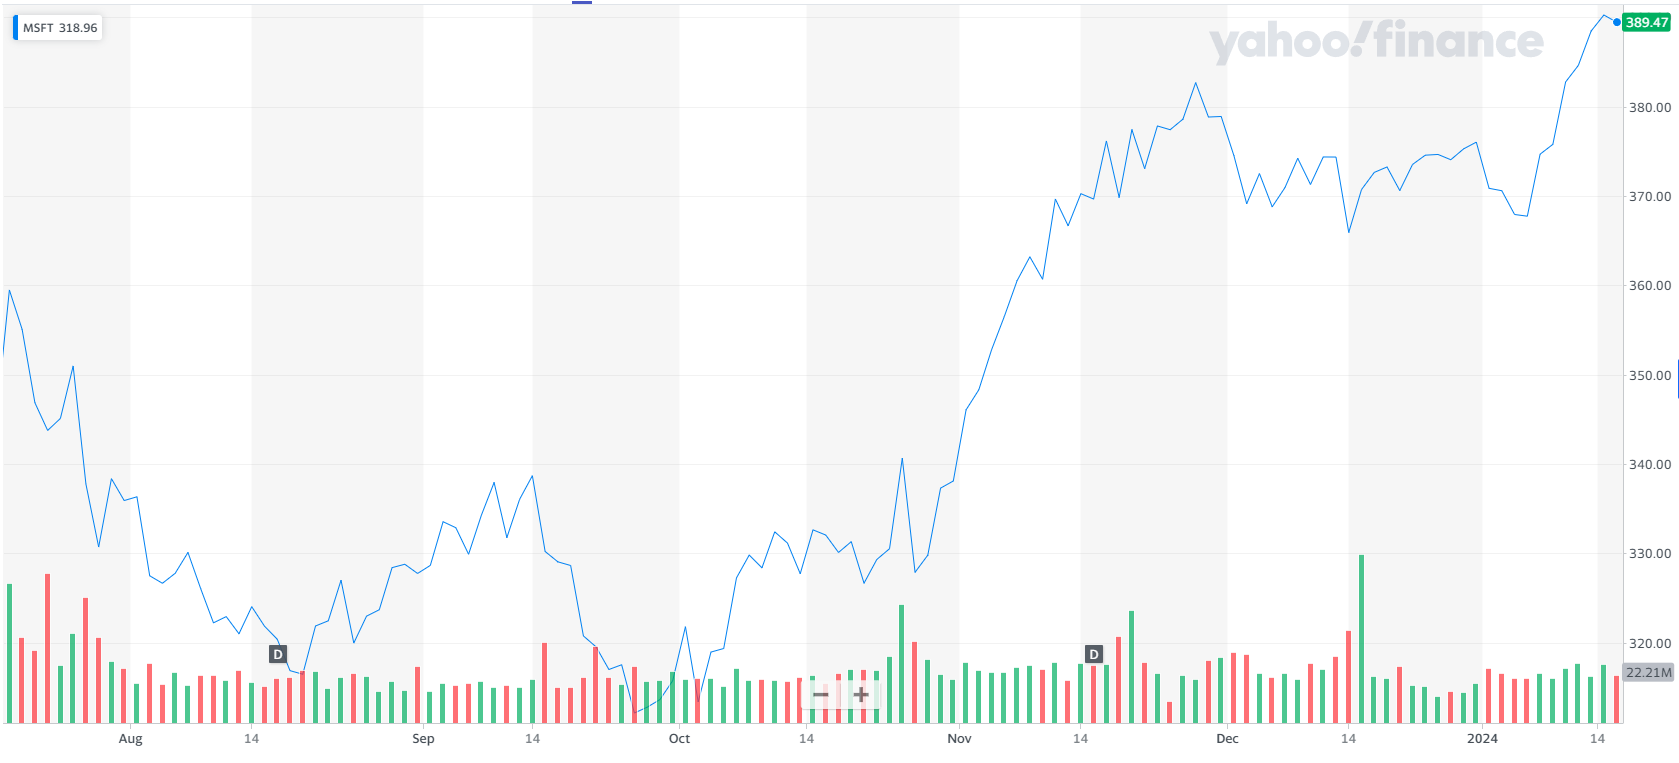 MSFT 318.96
yahoo!finance
389.47
380.00
370.00
360.00
350.00
340.00
330.00
D
D
320.00
22.21M
− +
Aug 14 Sep 14 Oct 14 Nov 14 Dec 14 2024 14